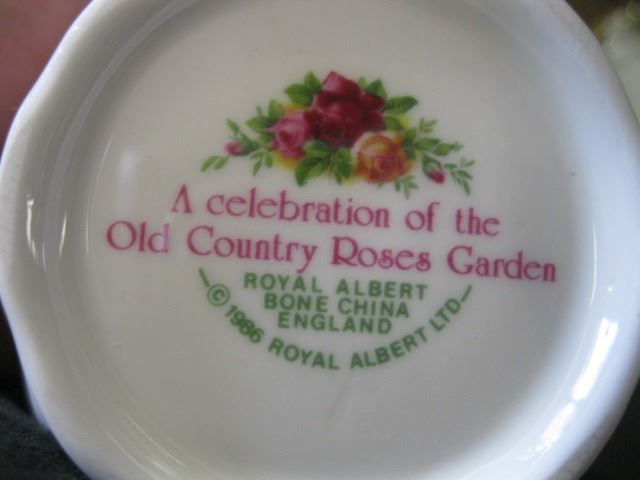 A celebration of the
Old Country Roses Garden
ROYAL ALBERT
BONE CHINA
ENGLAND
© 1986 ROYAL ALBERT LTD